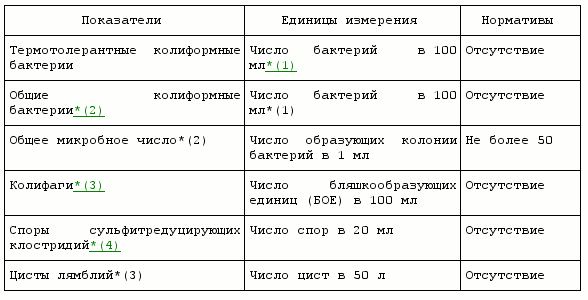 Показатели Единицы измерения Нормативы
Термотолерантные колиформные Число бактерий в 100 Отсутствие
бактерии мл*(1)
Общие колиформные Число бактерий в 100 Отсутствие
бактерии*(2) мл*(1)
Общее микробное число*(2) Число образующих колонии Не более 50
бактерий в 1 мл
Колифаги*(3) Число бляшкообразующих Отсутствие
единиц (БОЕ) в 100 мл
Споры сульфитредуцирующих Число спор в 20 мл Отсутствие
клостридий*(4)
Цисты лямблий*(3) Число цист в 50 л Отсутствие